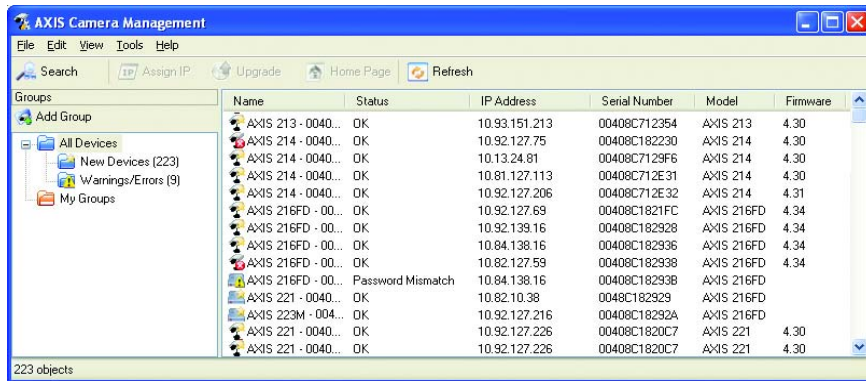 AXIS Camera Management
File Edit View Tools Help
Search Assign IP Upgrade Home Page Refresh
Groups
Add Group
All Devices
New Devices (223)
Warnings/Errors (9)
My Groups
Name Status IP Address Serial Number Model Firmware
AXIS 213 - 0040... OK 10.93.151.213 00408C712354 AXIS 213 4.30
AXIS 214 - 0040... OK 10.92.127.75 00408C182230 AXIS 214 4.30
AXIS 214 - 0040... OK 10.13.24.81 00408C7129F6 AXIS 214 4.30
AXIS 214 - 0040... OK 10.81.127.113 00408C712E31 AXIS 214 4.30
AXIS 214 - 0040... OK 10.92.127.206 00408C712E32 AXIS 214 4.31
AXIS 216FD - 00... OK 10.92.127.69 00408C1821FC AXIS 216FD 4.34
AXIS 216FD - 00... OK 10.92.139.16 00408C182928 AXIS 216FD 4.34
AXIS 216FD - 00... OK 10.84.138.16 00408C182936 AXIS 216FD 4.34
AXIS 216FD - 00... OK 10.82.127.59 00408C182938 AXIS 216FD 4.34
AXIS 216FD - 00... Password Mismatch 10.84.138.16 00408C18293B AXIS 216FD
AXIS 221 - 0040... OK 10.82.10.38 0048C182929 AXIS 216FD
AXIS 223M - 004... OK 10.92.127.216 00408C18292A AXIS 216FD
AXIS 221 - 0040... OK 10.92.127.226 00408C1820C7 AXIS 221 4.30
AXIS 221 - 0040... OK 10.92.127.226 00408C1820C7 AXIS 221 4.30
223 objects